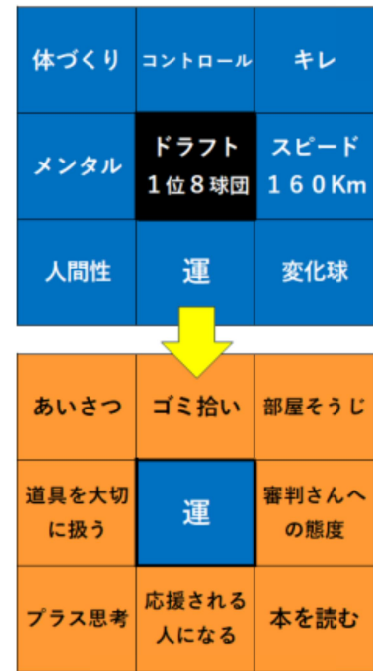 体づくり
コントロール
キレ
メンタル
ドラフト
1位8球団
スピード
160Km
人間性
運
変化球
あいさつ
ゴミ拾い
部屋そうじ
道具を大切
に扱う
運
審判さんへ
の態度
プラス思考
応援される
人になる
本を読む